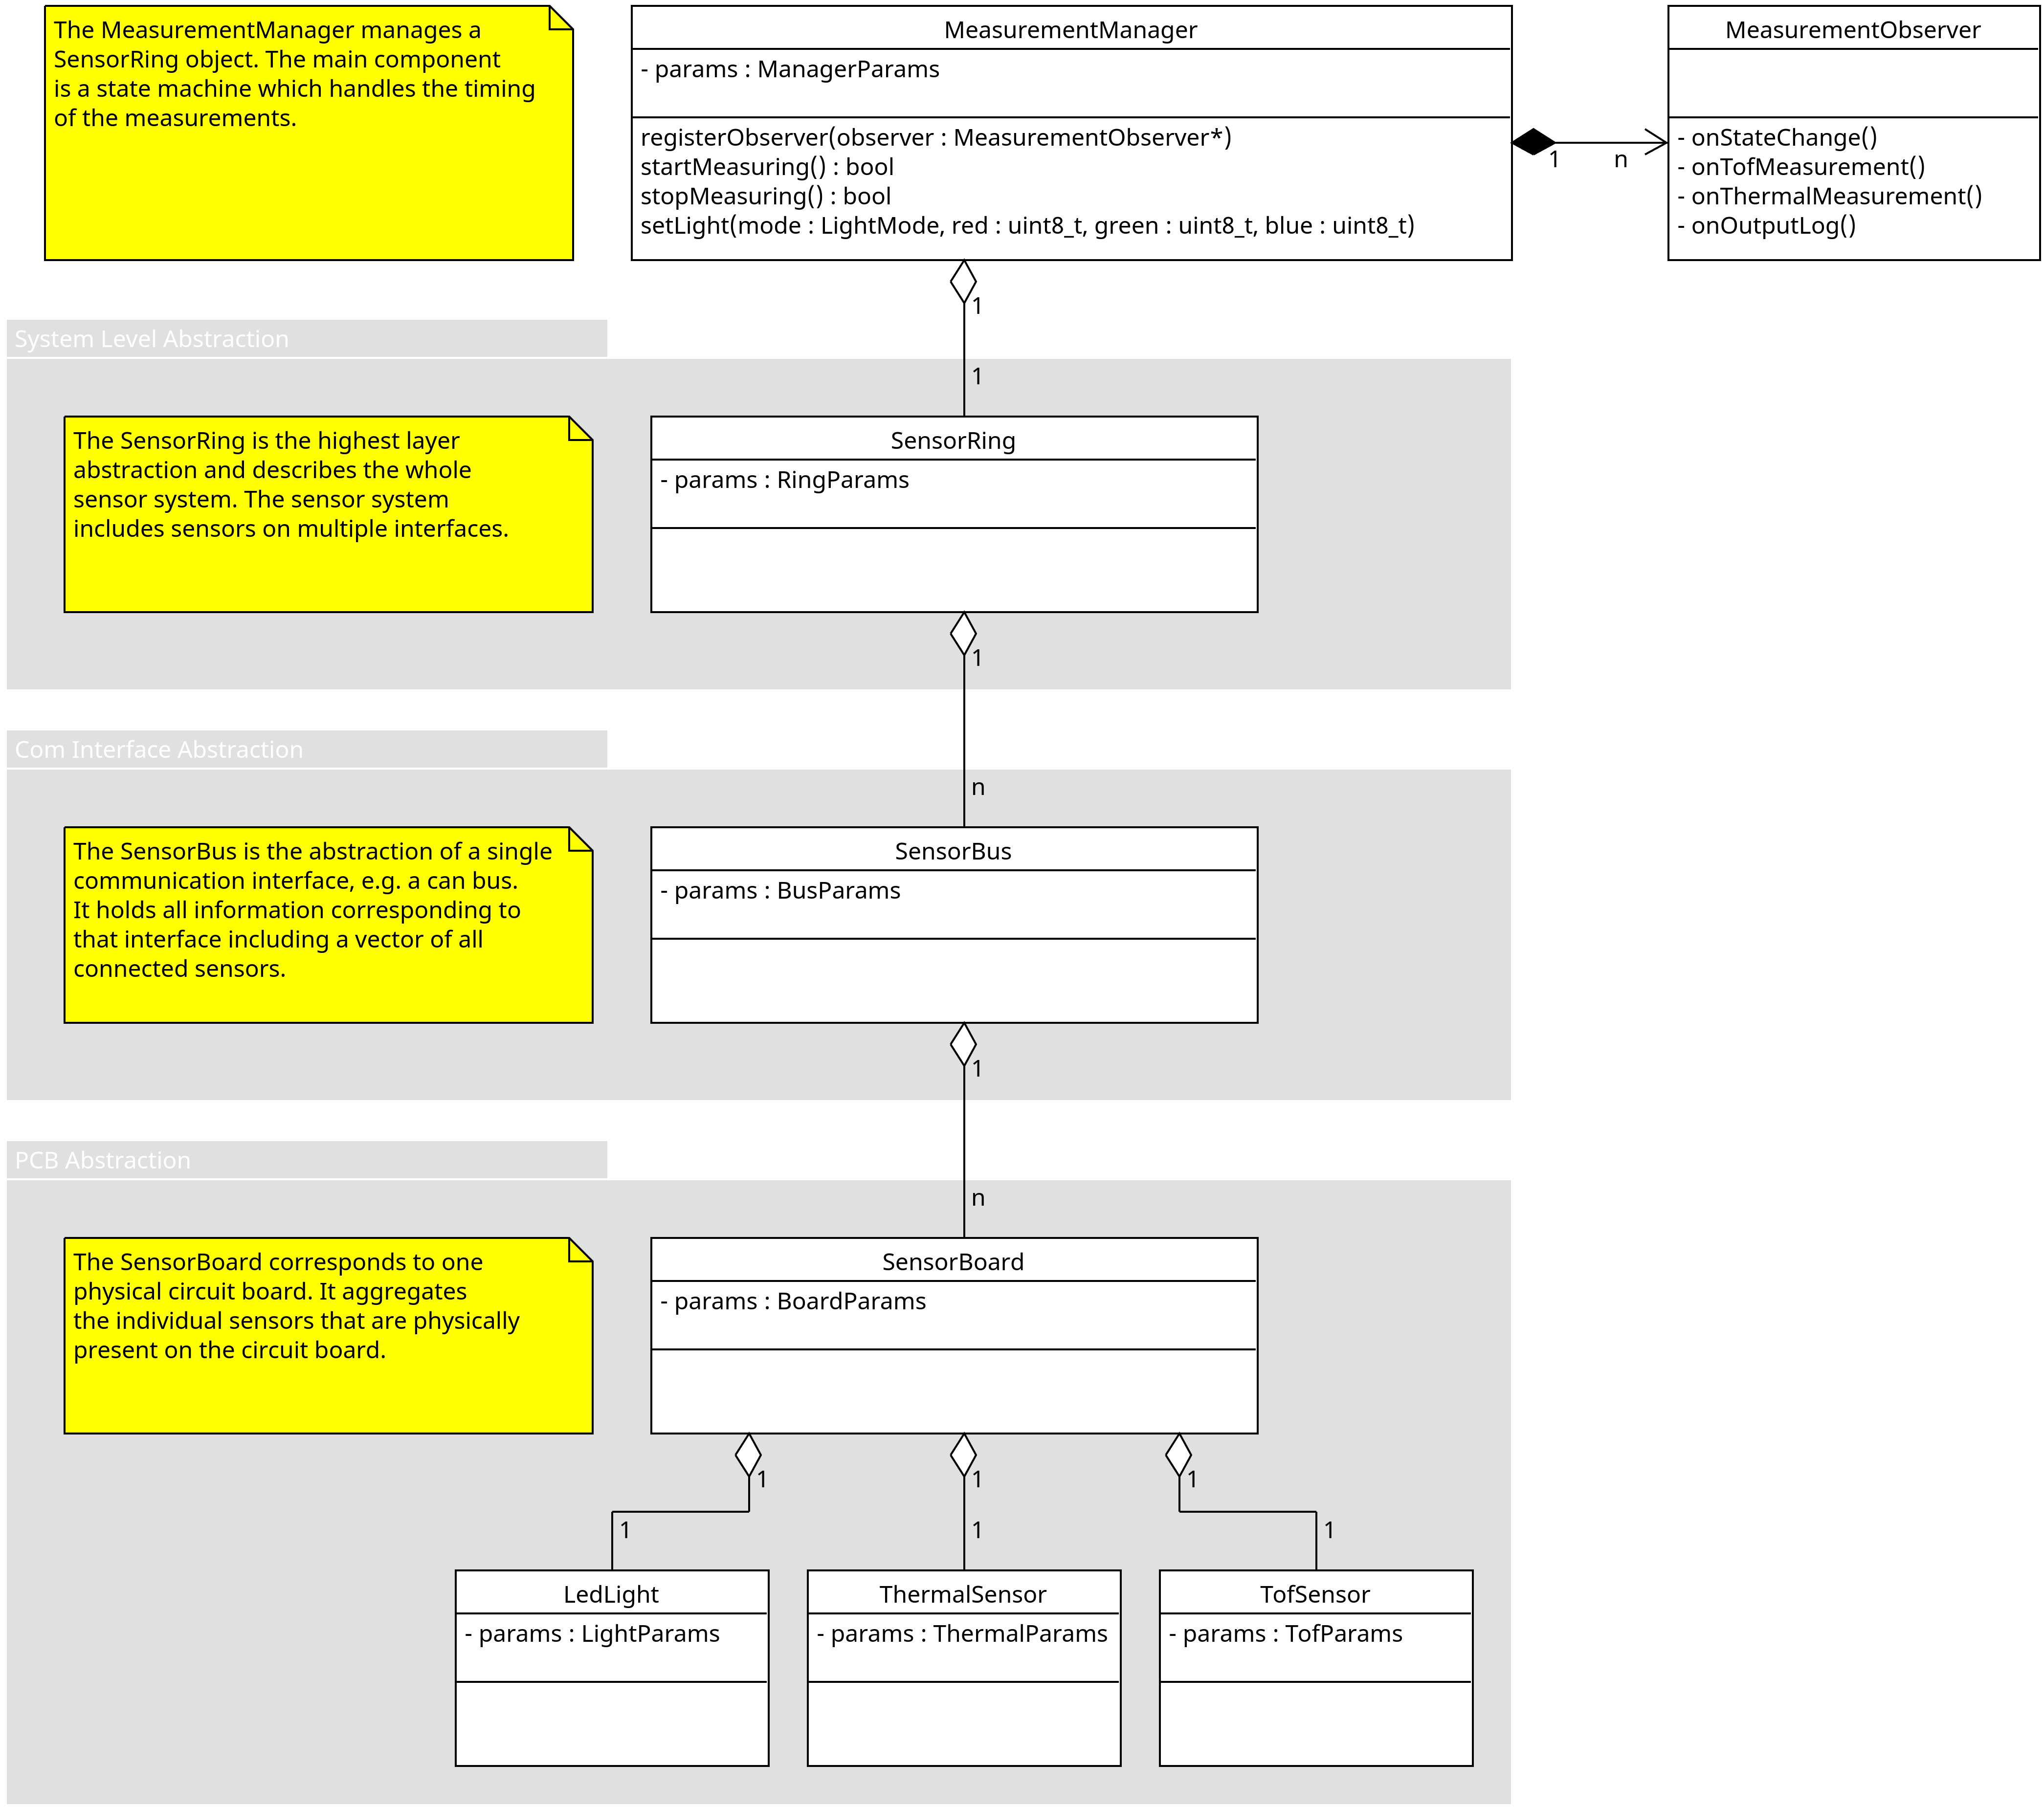 The MeasurementManager manages a
SensorRing object. The main component
is a state machine which handles the timing
of the measurements.
MeasurementManager
- params : ManagerParams
registerObserver(observer : MeasurementObserver*)
startMeasuring() : bool
stopMeasuring() : bool
setLight(mode : LightMode, red : uint8_t, green : uint8_t, blue : uint8_t)
1
n
MeasurementObserver
- onStateChange()
- onTofMeasurement()
- onThermalMeasurement()
- onOutputLog()
1
System Level Abstraction
1
The SensorRing is the highest layer
abstraction and describes the whole
sensor system. The sensor system
includes sensors on multiple interfaces.
SensorRing
- params : RingParams
1
Com Interface Abstraction
n
The SensorBus is the abstraction of a single
communication interface, e.g. a can bus.
It holds all information corresponding to
that interface including a vector of all
connected sensors.
SensorBus
- params : BusParams
1
PCB Abstraction
n
The SensorBoard corresponds to one
physical circuit board. It aggregates
the individual sensors that are physically
present on the circuit board.
SensorBoard
- params : BoardParams
1
1
1
1
1
1
LedLight
- params : LightParams
ThermalSensor
- params : ThermalParams
TofSensor
- params : TofParams